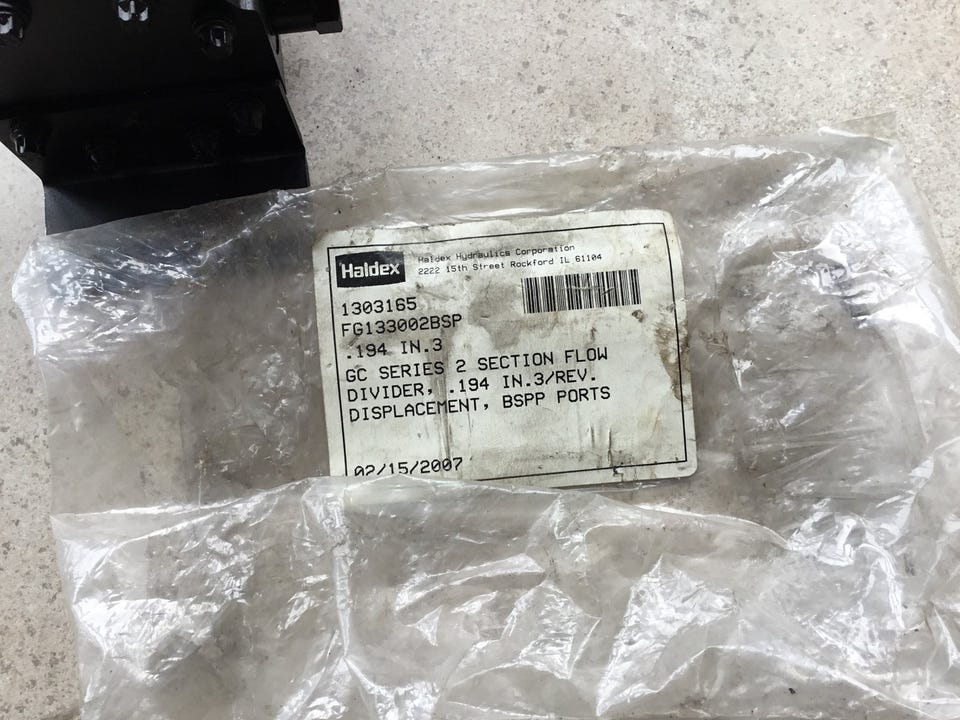 Haldex
Haldex Hydraulics Corporation
2222 15th Street Rockford IL 61104
1303165
FG133002BSP
.194 IN.3
GC SERIES 2 SECTION FLOW
DIVIDER, .194 IN.3/REV.
DISPLACEMENT, BSPP PORTS
02/15/2007